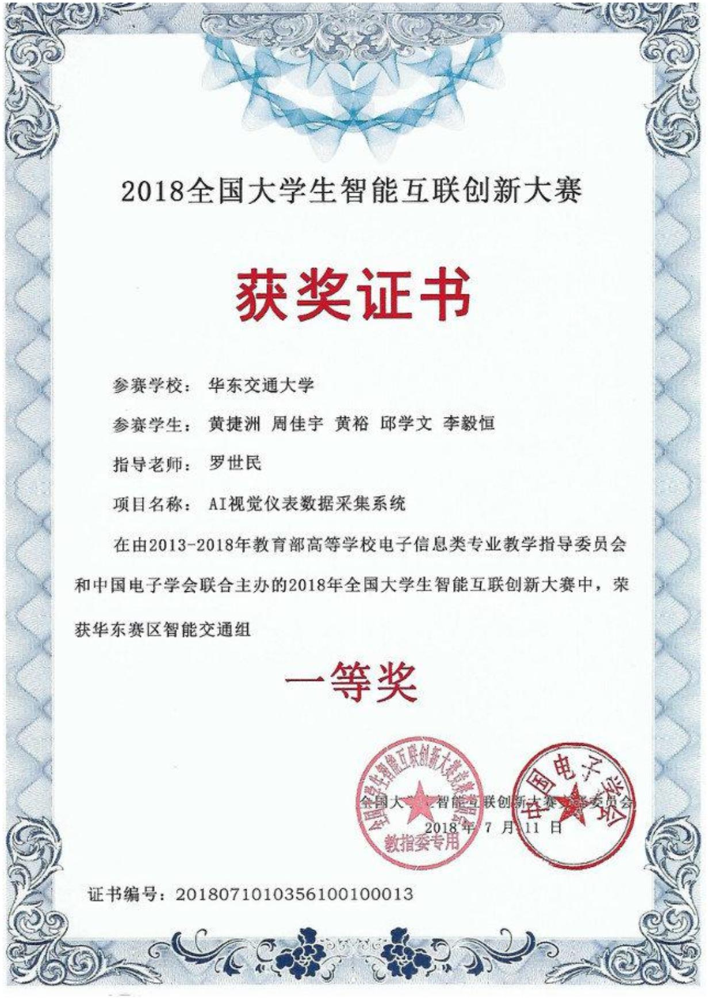 2018全国大学生智能互联创新大赛
获奖证书
参赛学校： 华东交通大学
参赛学生： 黄捷洲 周佳宇 黄裕 邱学文 李毅恒
指导老师： 罗世民
项目名称： AI视觉仪表数据采集系统
在由2013-2018年教育部高等学校电子信息类专业教学指导委员会
和中国电子学会联合主办的2018年全国大学生智能互联创新大赛中，荣
获华东赛区智能交通组
一等奖
全国大学生智能互联创新大赛竞赛组委会
教指委专用
中国电子学会
全国大 智能互联创新大赛 委员会
2018 年 7 月 11 日
证书编号：2018071010356100100013